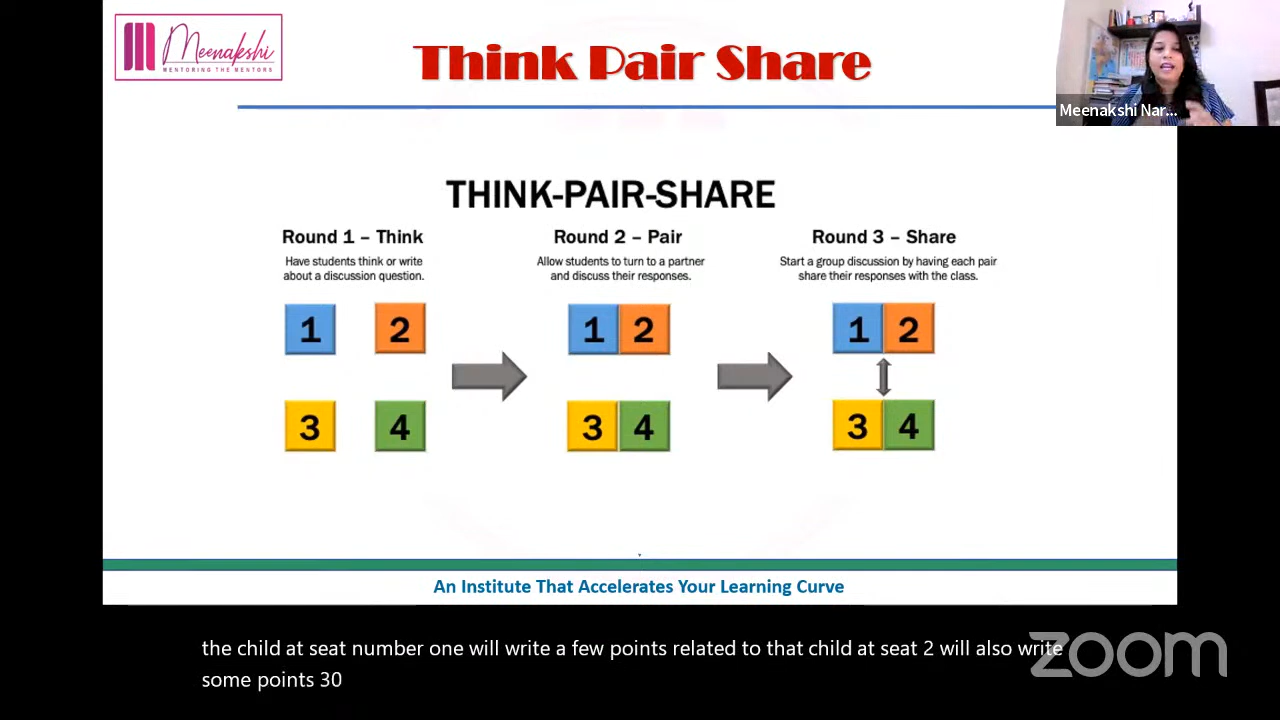 Meenakshi
MENTORING THE MENTORS
Think Pair Share
Meenakshi Nar...
THINK-PAIR-SHARE
Round 1 – Think
Have students think or write
about a discussion question.
Round 2 – Pair
Allow students to turn to a partner
and discuss their responses.
Round 3 – Share
Start a group discussion by having each pair
share their responses with the class.
1 2
1 2
1 2
3 4
3 4
3 4
An Institute That Accelerates Your Learning Curve
the child at seat number one will write a few points related to that child at seat 2 will also write
some points 30
zoom